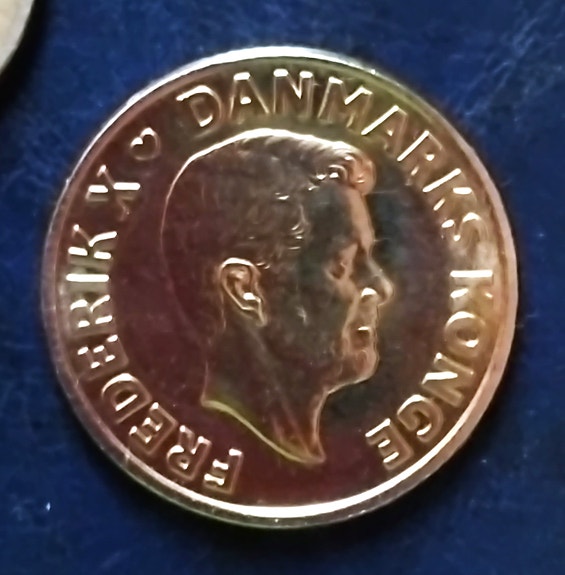 FREDERIK X ♥ DANMARKS KONGE